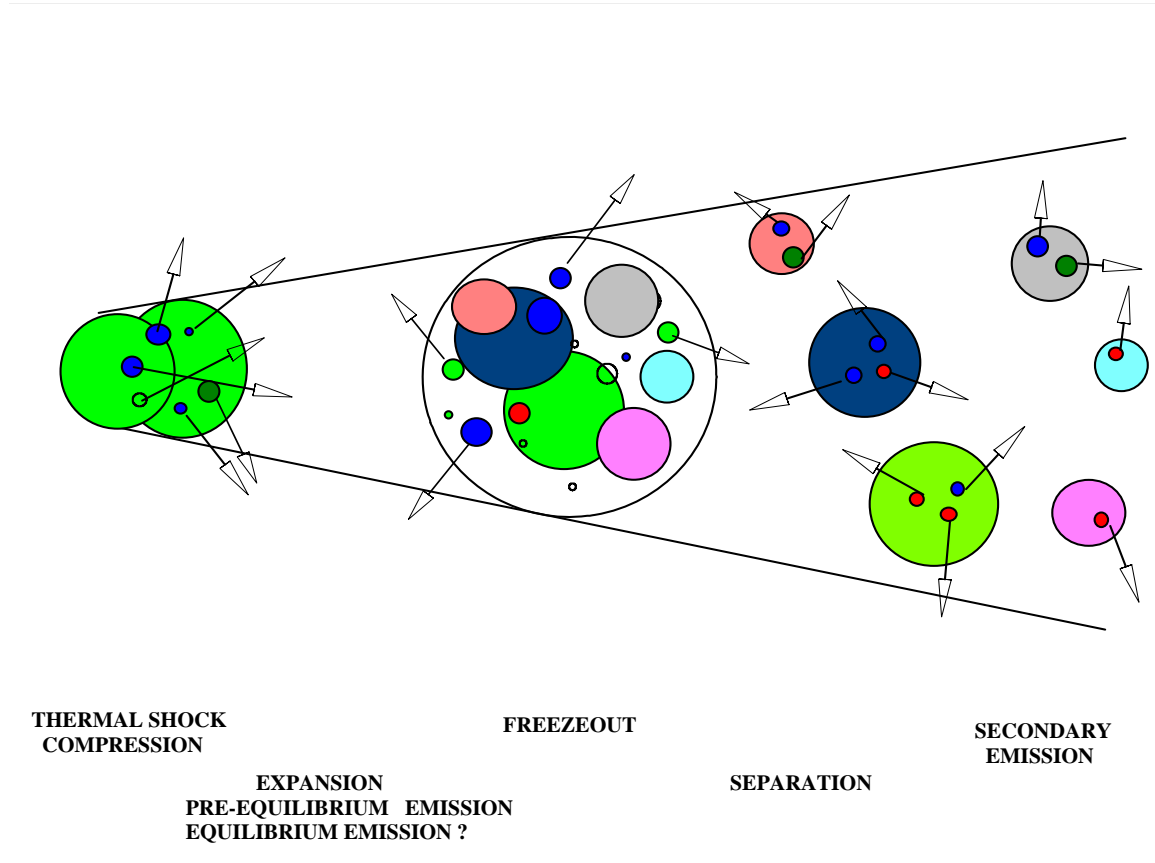 THERMAL SHOCK
COMPRESSION
FREEZEOUT
SECONDARY
EMISSION
EXPANSION
PRE-EQUILIBRIUM EMISSION
EQUILIBRIUM EMISSION ?
SEPARATION